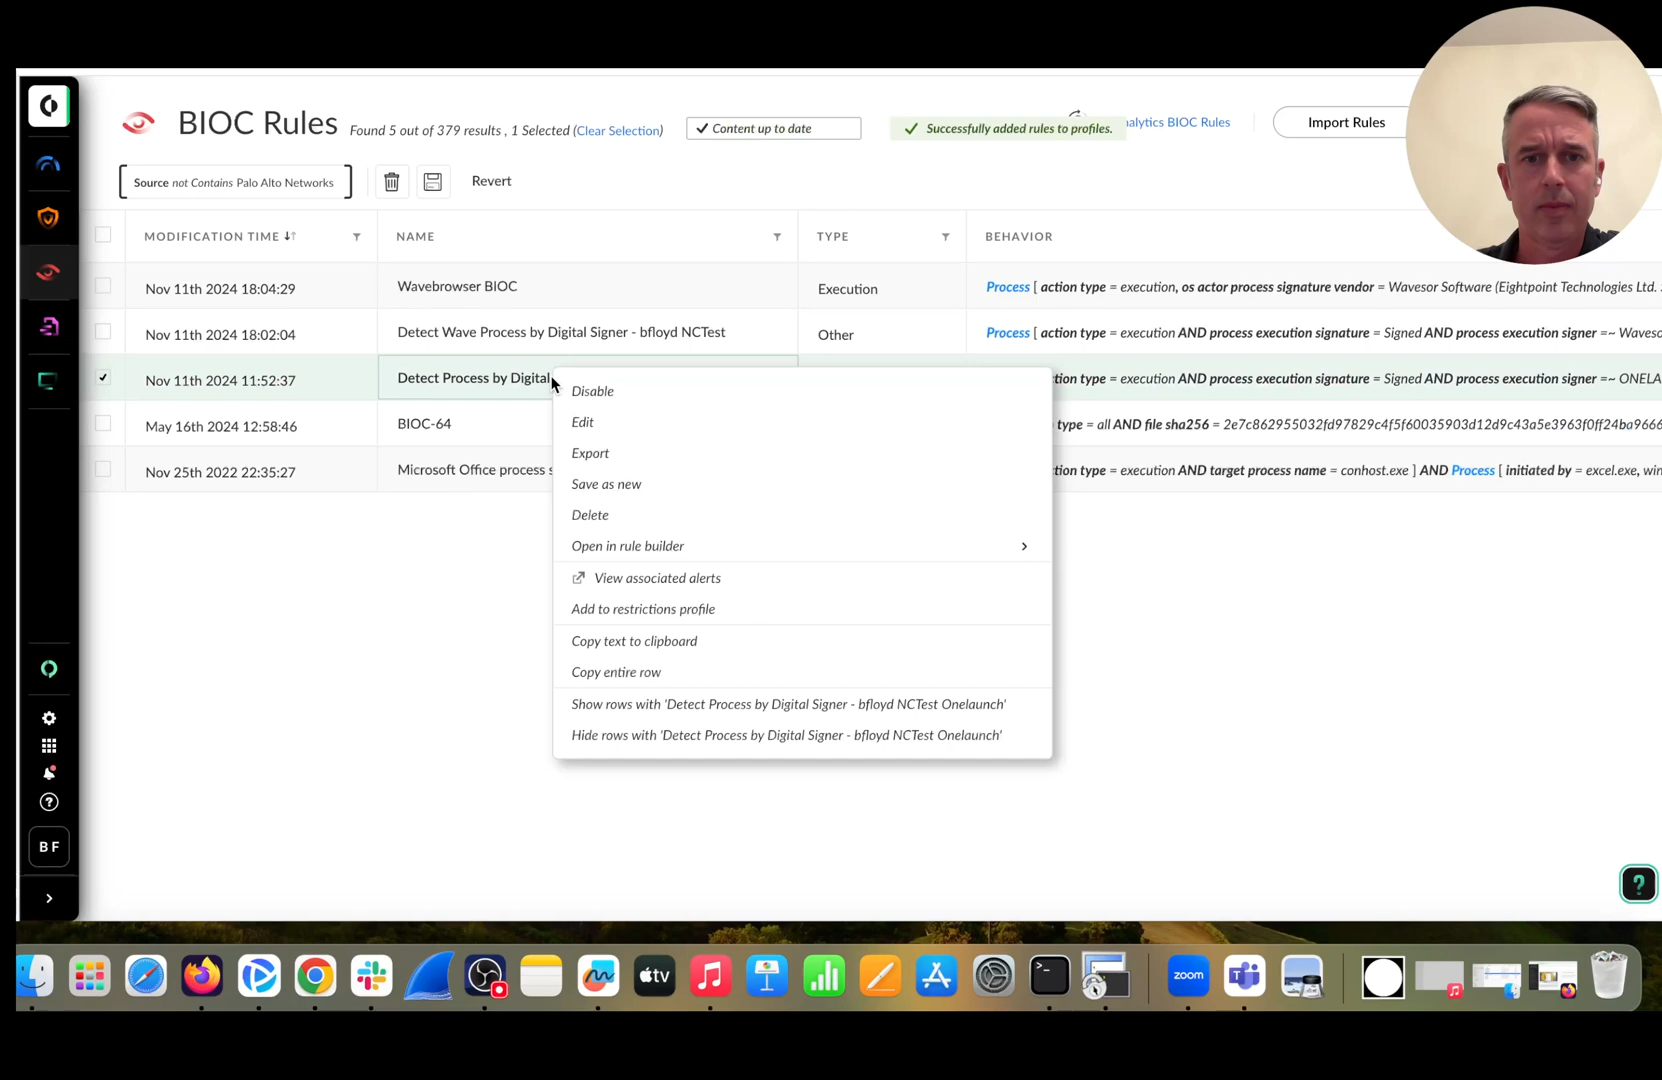 BIOC Rules
Found 5 out of 379 results , 1 Selected (Clear Selection)
Content up to date
Successfully added rules to profiles.
nalytics BIOC Rules
Import Rules
Source not Contains Palo Alto Networks
Revert
MODIFICATION TIME
NAME
TYPE
BEHAVIOR
Nov 11th 2024 18:04:29
Wavebrowser BIOC
Execution
Process [ action type = execution, os actor process signature vendor = Wavesor Software (Eightpoint Technologies Ltd.
Nov 11th 2024 18:02:04
Detect Wave Process by Digital Signer - bfloyd NCTest
Other
Process [ action type = execution AND process execution signature = Signed AND process execution signer =~ Waveso
Nov 11th 2024 11:52:37
Detect Process by Digital
tion type = execution AND process execution signature = Signed AND process execution signer =~ ONELA
May 16th 2024 12:58:46
BIOC-64
type = all AND file sha256 = 2e7c862955032fd97829c4f5f60035903d12d9c43a5e3963f0ff24ba9666
Nov 25th 2022 22:35:27
Microsoft Office process s
tion type = execution AND target process name = conhost.exe ] AND Process [ initiated by = excel.exe, win
Disable
Edit
Export
Save as new
Delete
Open in rule builder
View associated alerts
Add to restrictions profile
Copy text to clipboard
Copy entire row
Show rows with 'Detect Process by Digital Signer - bfloyd NCTest Onelaunch'
Hide rows with 'Detect Process by Digital Signer - bfloyd NCTest Onelaunch'
B F
tv
zoom